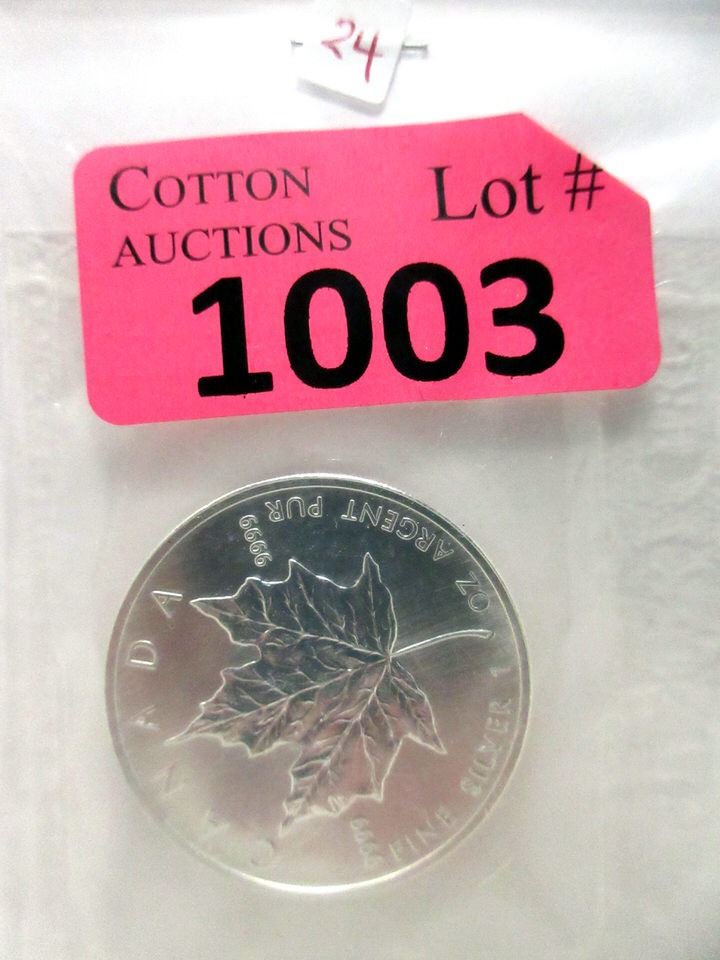 24
COTTON
AUCTIONS
Lot #
1003
CANADA
9999
FINE SILVER 1 OZ ARGENT PUR
9999